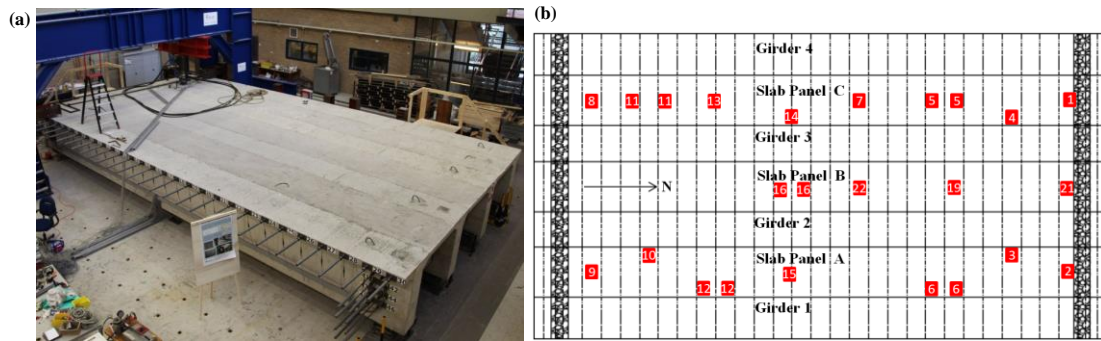 (a)
(b)
Girder 4
Slab Panel C
8 11 11 13 7 5 5 1
14 4
Girder 3
Slab Panel B
N 16 16 22 19 21
Girder 2
10 Slab Panel A 3
9 15 2
12 12 6 6
Girder 1